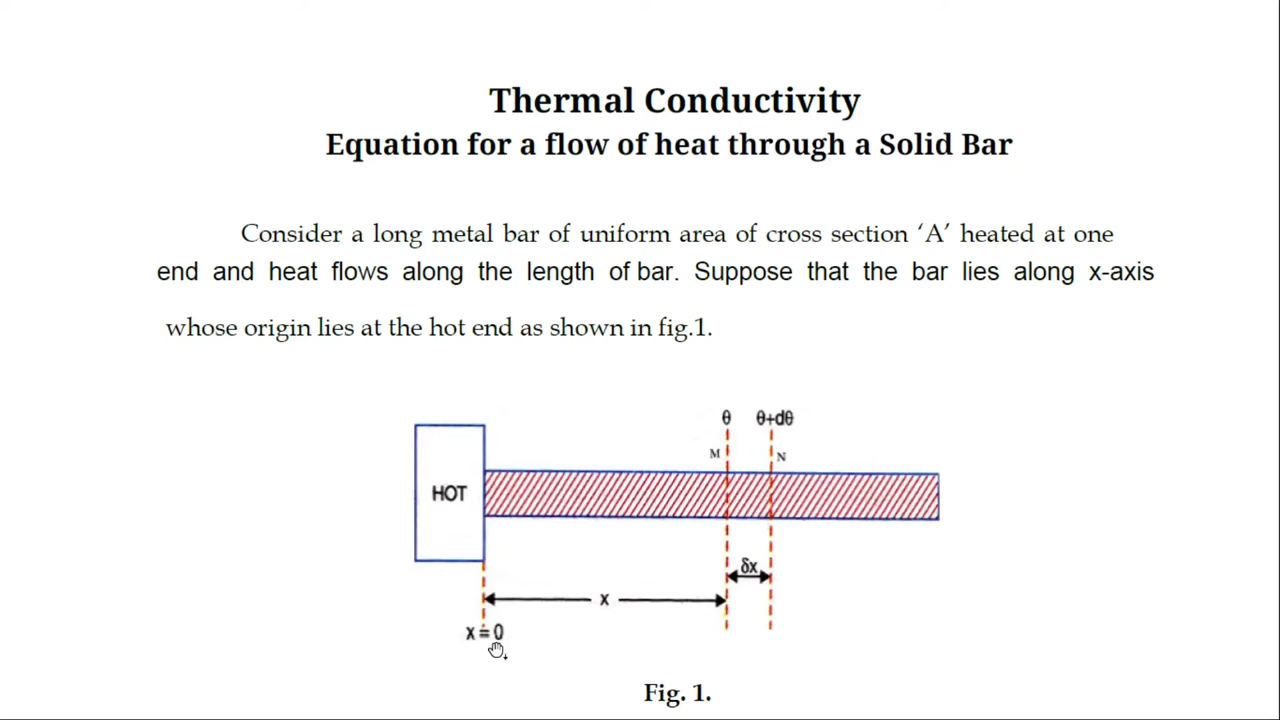 Thermal Conductivity
Equation for a flow of heat through a Solid Bar
Consider a long metal bar of uniform area of cross section ‘A’ heated at one
end and heat flows along the length of bar. Suppose that the bar lies along x-axis
whose origin lies at the hot end as shown in fig.1.
θ θ+dθ
M N
HOT
δx
x
x = 0
Fig. 1.